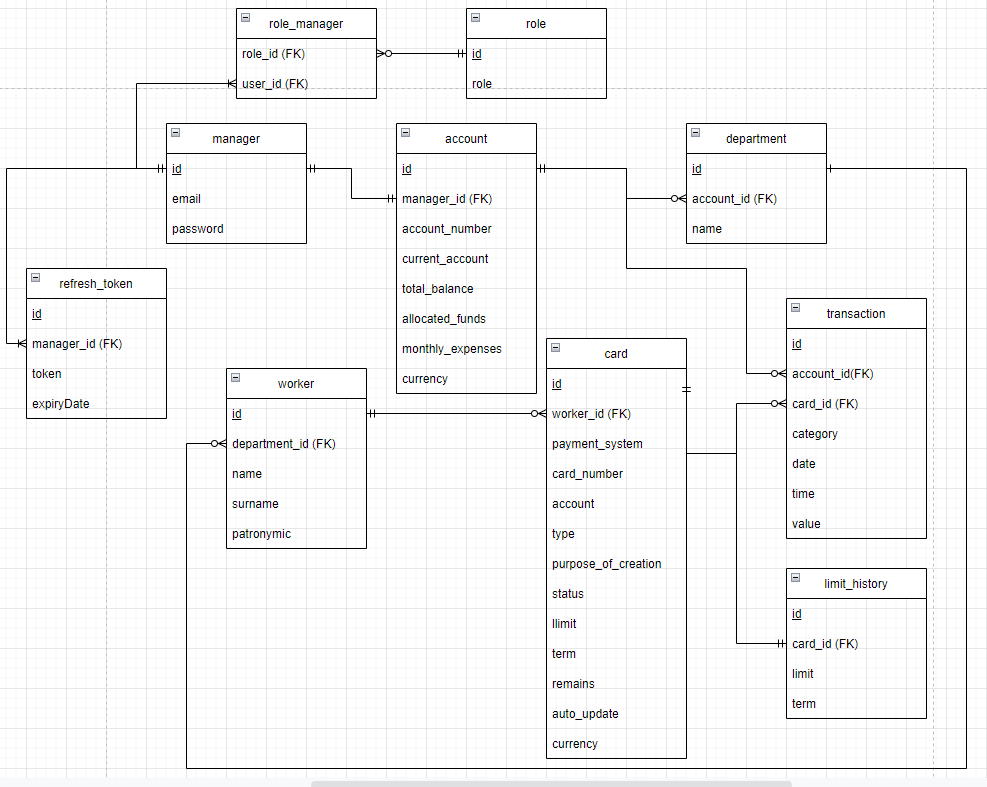 role_manager
role_id (FK)
user_id (FK)
role
id
role
manager
id
email
password
account
id
manager_id (FK)
account_number
current_account
total_balance
allocated_funds
monthly_expenses
currency
department
id
account_id (FK)
name
refresh_token
id
manager_id (FK)
token
expiryDate
worker
id
department_id (FK)
name
surname
patronymic
card
id
worker_id (FK)
payment_system
card_number
account
type
purpose_of_creation
status
llimit
term
remains
auto_update
currency
transaction
id
account_id(FK)
card_id (FK)
category
date
time
value
limit_history
id
card_id (FK)
limit
term